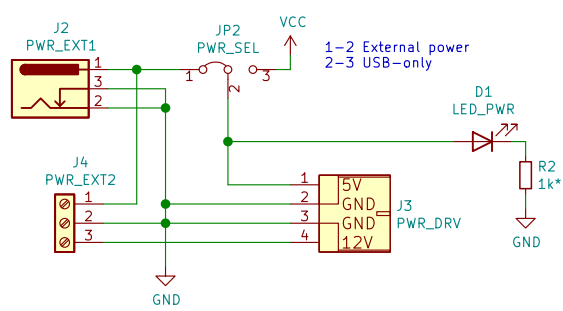 J2
PWR_EXT1
1
3
2
JP2
PWR_SEL
1
2
3
VCC
1-2 External power
2-3 USB-only
D1
LED_PWR
R2
1k*
GND
J4
PWR_EXT2
1
2
3
1
2
3
4
5V
GND
GND
12V
J3
PWR_DRV
GND